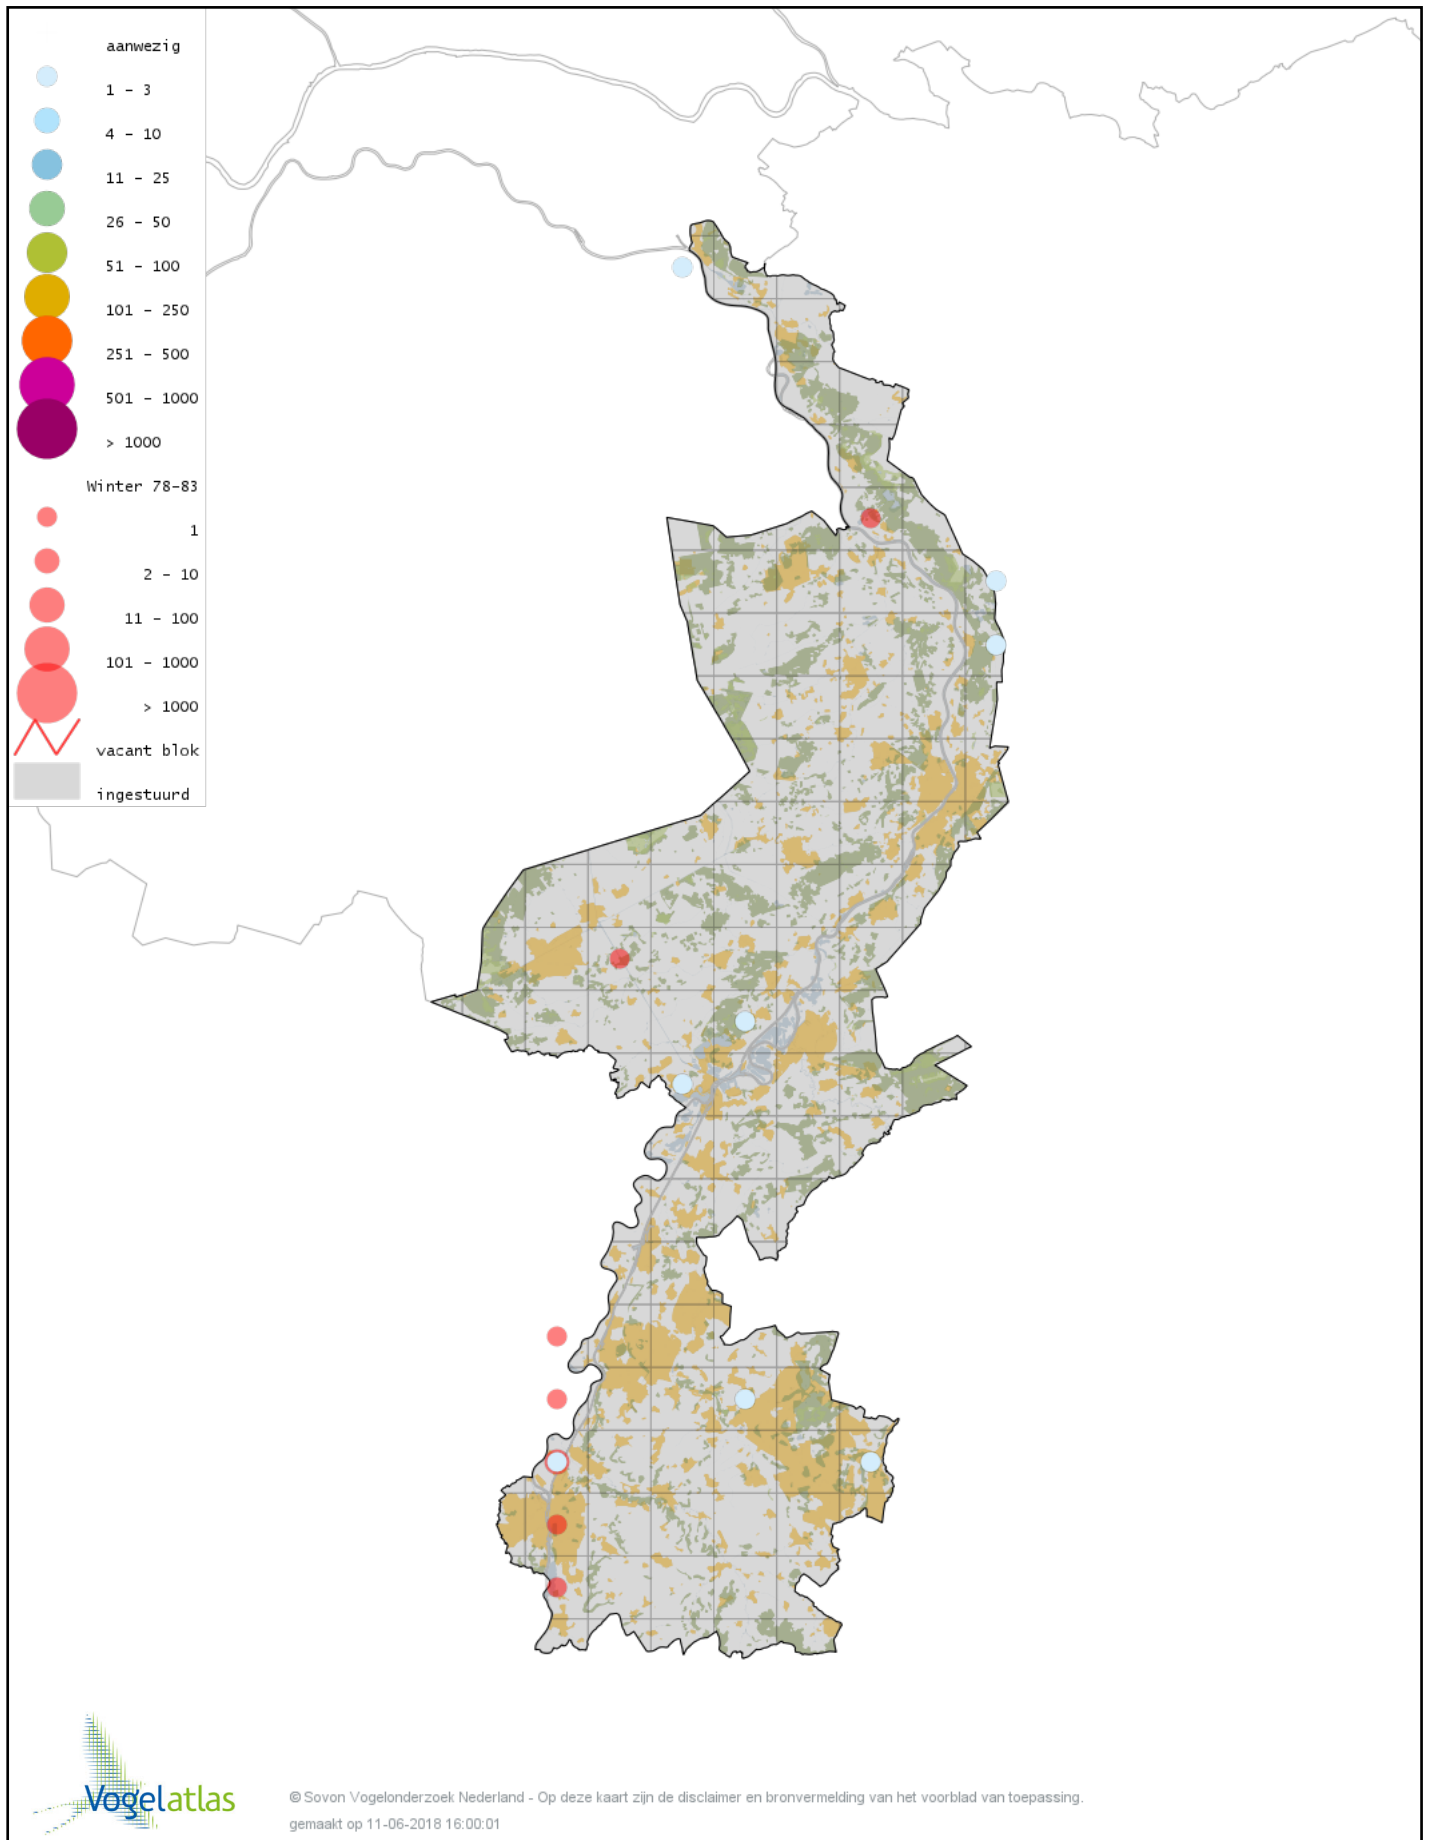 aanwezig
1 - 3
4 - 10
11 - 25
26 - 50
51 - 100
101 - 250
251 - 500
501 - 1000
> 1000
Winter 78-83
1
2 - 10
11 - 100
101 - 1000
> 1000
vacant blok
ingestuurd
Vogelatlas
© Sovon Vogelonderzoek Nederland - Op deze kaart zijn de disclaimer en bronvermelding van het voorblad van toepassing.
gemaakt op 11-06-2018 16:00:01